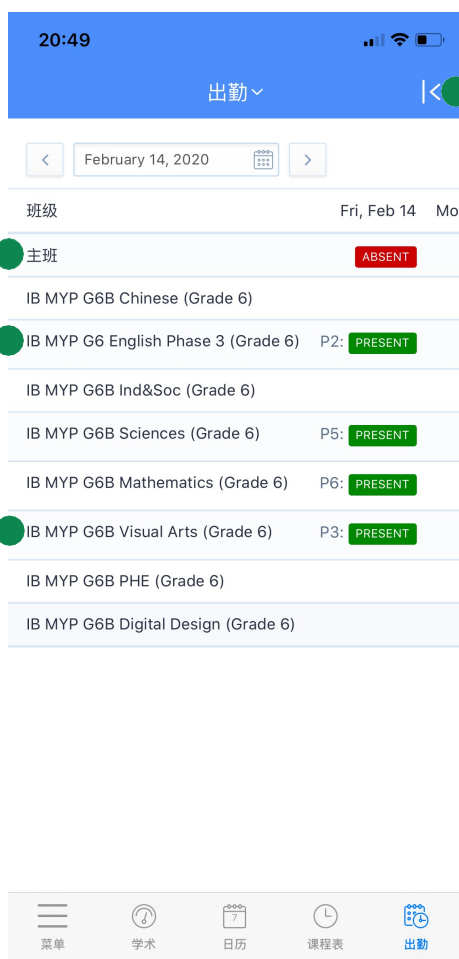 20:49
出勤
February 14, 2020
班级 Fri, Feb 14 Mo
主班 ABSENT
IB MYP G6B Chinese (Grade 6)
IB MYP G6 English Phase 3 (Grade 6) P2: PRESENT
IB MYP G6B Ind&Soc (Grade 6)
IB MYP G6B Sciences (Grade 6) P5: PRESENT
IB MYP G6B Mathematics (Grade 6) P6: PRESENT
IB MYP G6B Visual Arts (Grade 6) P3: PRESENT
IB MYP G6B PHE (Grade 6)
IB MYP G6B Digital Design (Grade 6)
7
菜单 学术 日历 课程表 出勤